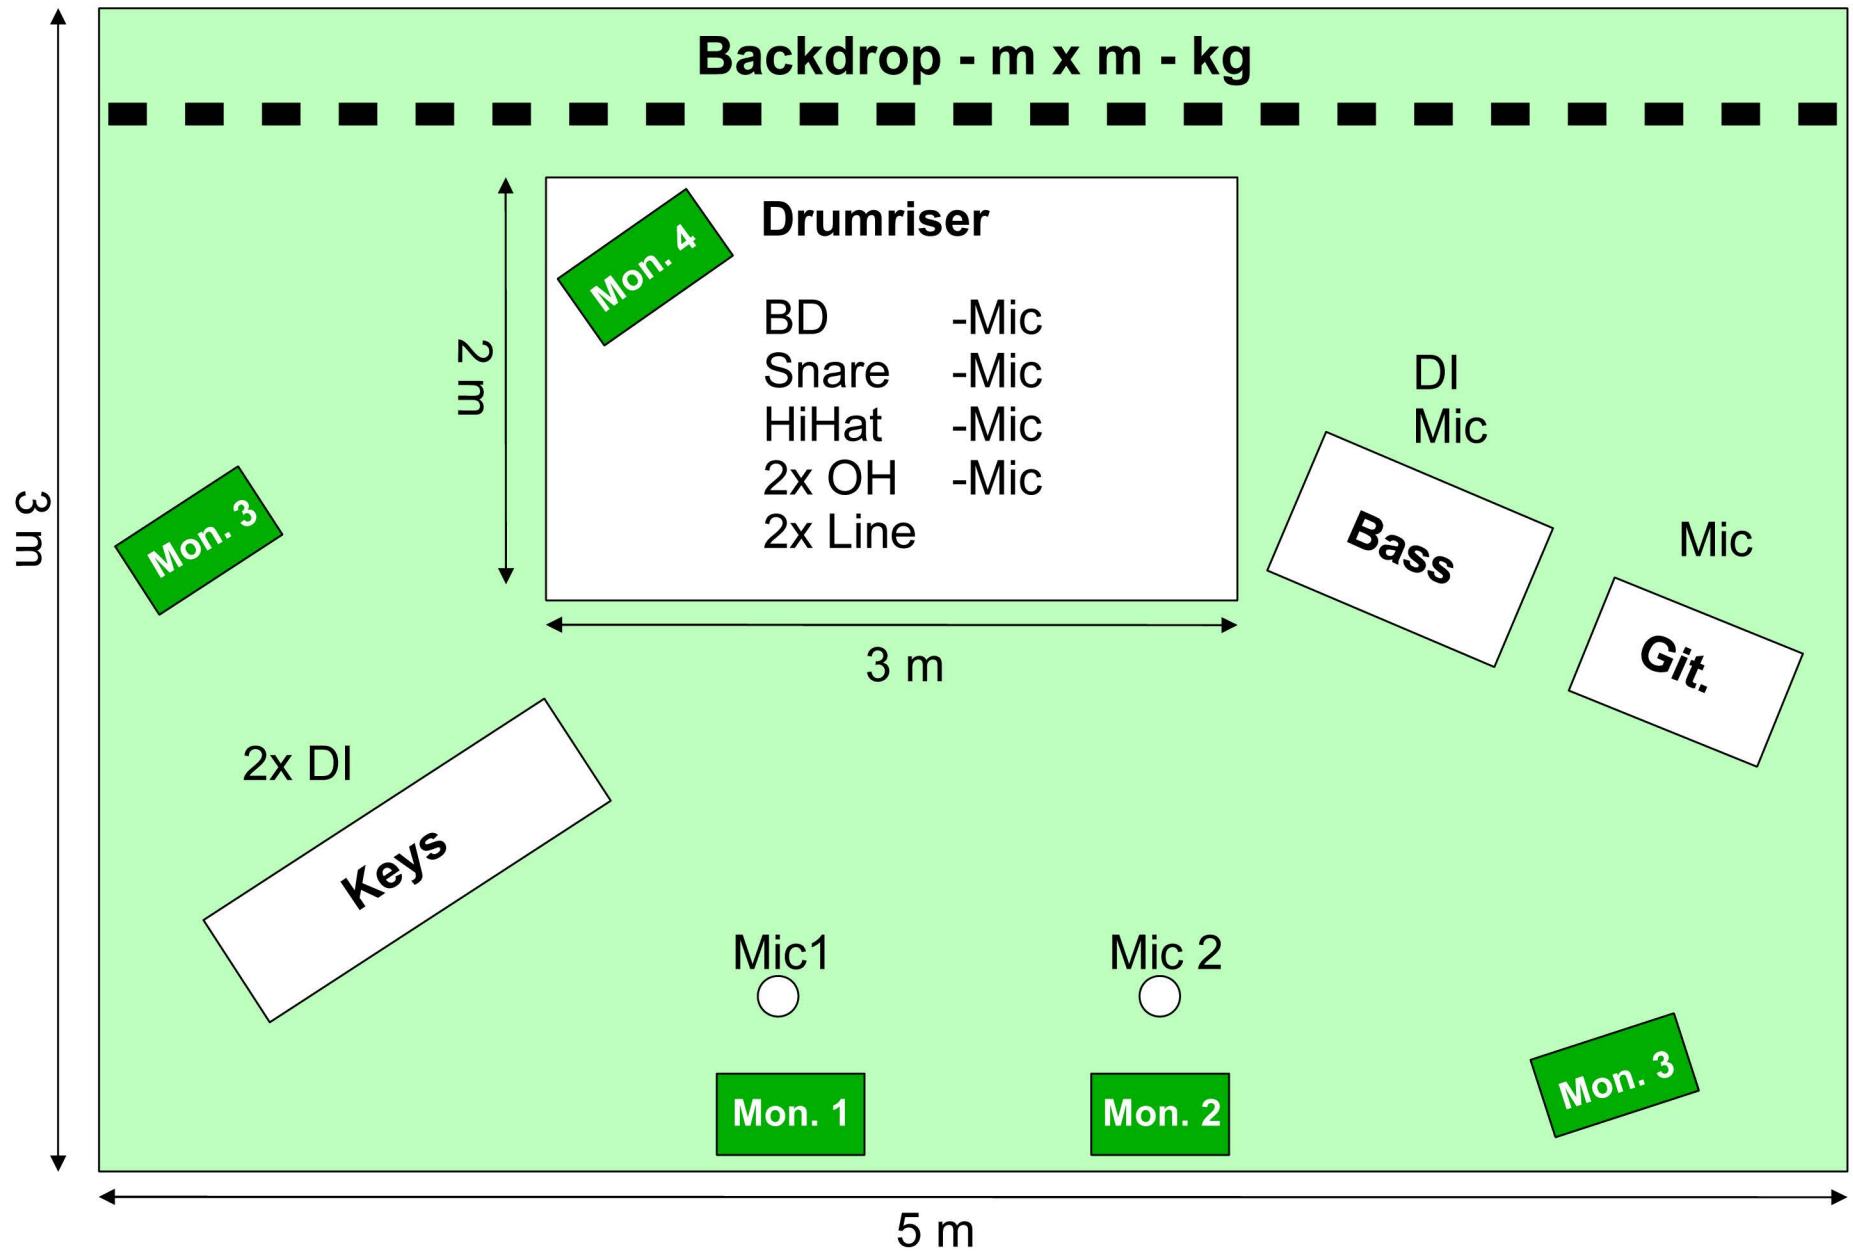 Backdrop - m x m - kg
Drumriser
Mon. 4
BD -Mic
Snare -Mic
HiHat -Mic
2x OH -Mic
2x Line
2 m
3 m
3 m
DI
Mic
Bass
Mic
Git.
Mon. 3
2x DI
Keys
Mic1
Mic 2
Mon. 1
Mon. 2
Mon. 3
5 m